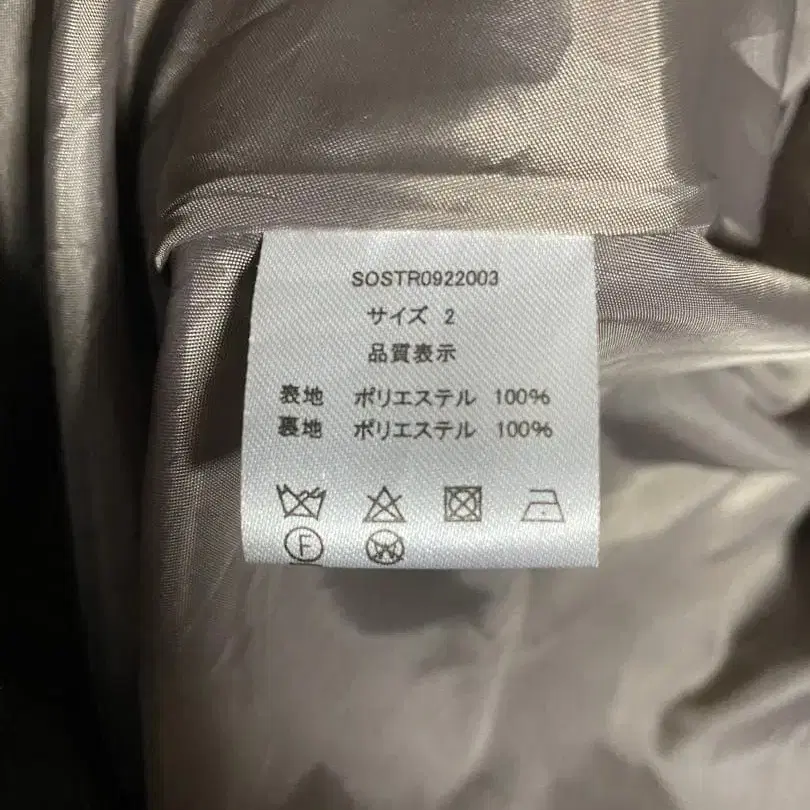 SOSTR0922003
サイズ 2
品質表示
表地 ポリエステル 100%
裏地 ポリエステル 100%
F W